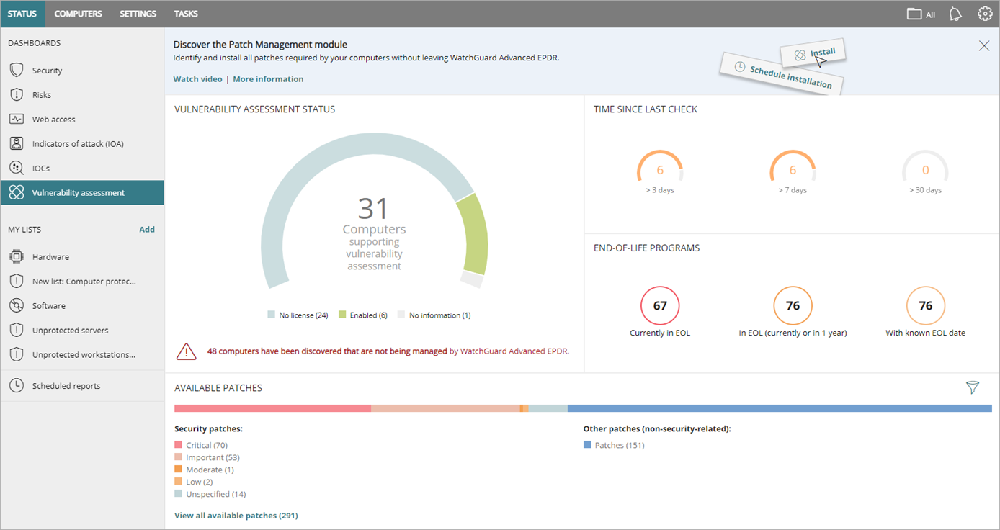 STATUS COMPUTERS SETTINGS TASKS All
DASHBOARDS
Security
Risks
Web access
Indicators of attack (IOA)
IOCs
Vulnerability assessment
MY LISTS Add
Hardware
New list: Computer protec...
Software
Unprotected servers
Unprotected workstations...
Scheduled reports
Discover the Patch Management module
Identify and install all patches required by your computers without leaving WatchGuard Advanced EPDR.
Watch video | More information
Install
Schedule installation
VULNERABILITY ASSESSMENT STATUS
31
Computers
supporting
vulnerability
assessment
No license (24) Enabled (6) No information (1)
48 computers have been discovered that are not being managed by WatchGuard Advanced EPDR.
TIME SINCE LAST CHECK
6 6 0
> 3 days > 7 days > 30 days
END-OF-LIFE PROGRAMS
67 76 76
Currently in EOL In EOL (currently or in 1 year) With known EOL date
AVAILABLE PATCHES
Security patches:
Critical (70)
Important (53)
Moderate (1)
Low (2)
Unspecified (14)
Other patches (non-security-related):
Patches (151)
View all available patches (291)